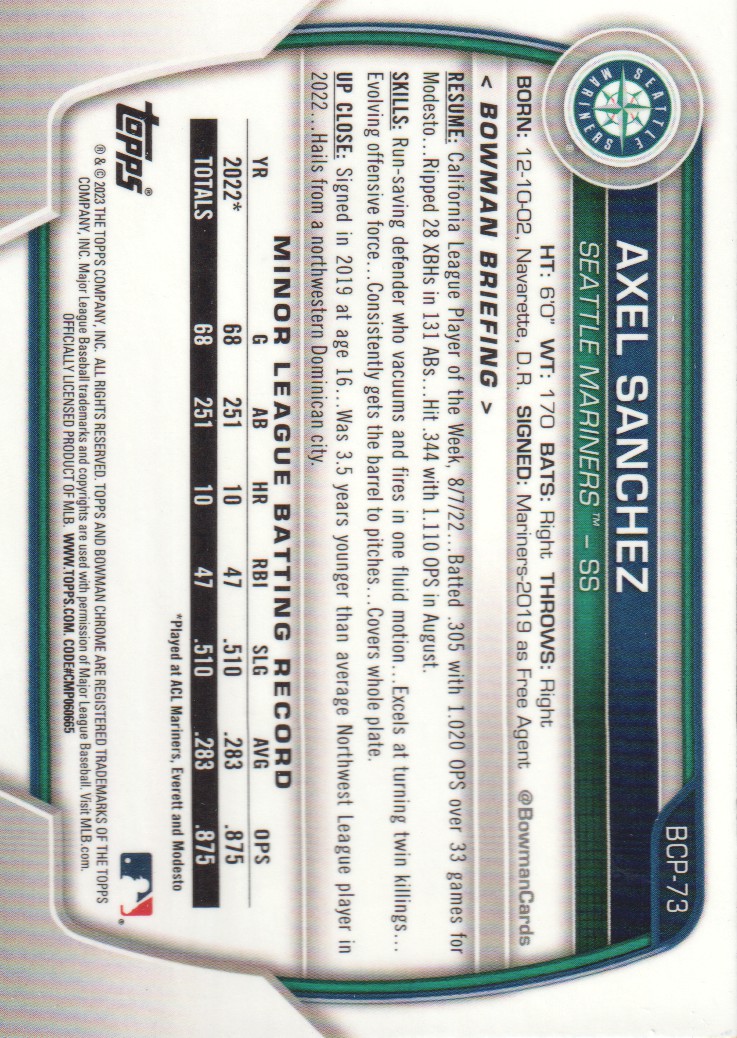 BCP-73
SEATTLE MARINERS ®
AXEL SANCHEZ
SEATTLE MARINERS™ – SS
HT: 6'0" WT: 170 BATS: Right THROWS: Right
BORN: 12-10-02, Navarette, D.R. SIGNED: Mariners-2019 as Free Agent @BowmanCards
< BOWMAN BRIEFING >
RESUME: California League Player of the Week, 8/7/22...Batted .305 with 1.020 OPS over 33 games for
Modesto...Ripped 28 XBHs in 131 ABs...Hit .344 with 1.110 OPS in August.
SKILLS: Run-saving defender who vacuums and fires in one fluid motion...Excels at turning twin killings...
Evolving offensive force...Consistently gets the barrel to pitches...Covers whole plate.
UP CLOSE: Signed in 2019 at age 16...Was 3.5 years younger than average Northwest League player in
2022...Hails from a northwestern Dominican city.
MINOR LEAGUE BATTING RECORD
YR G AB HR RBI SLG AVG OPS
2022* 68 251 10 47 .510 .283 .875
TOTALS 68 251 10 47 .510 .283 .875
*Played at ACL Mariners, Everett and Modesto
topps®
® & © 2023 THE TOPPS COMPANY, INC. ALL RIGHTS RESERVED. TOPPS AND BOWMAN CHROME ARE REGISTERED TRADEMARKS OF THE TOPPS
COMPANY, INC. Major League Baseball trademarks and copyrights are used with permission of Major League Baseball. Visit MLB.com.
OFFICIALLY LICENSED PRODUCT OF MLB. WWW.TOPPS.COM. CODE#CMP060665
®